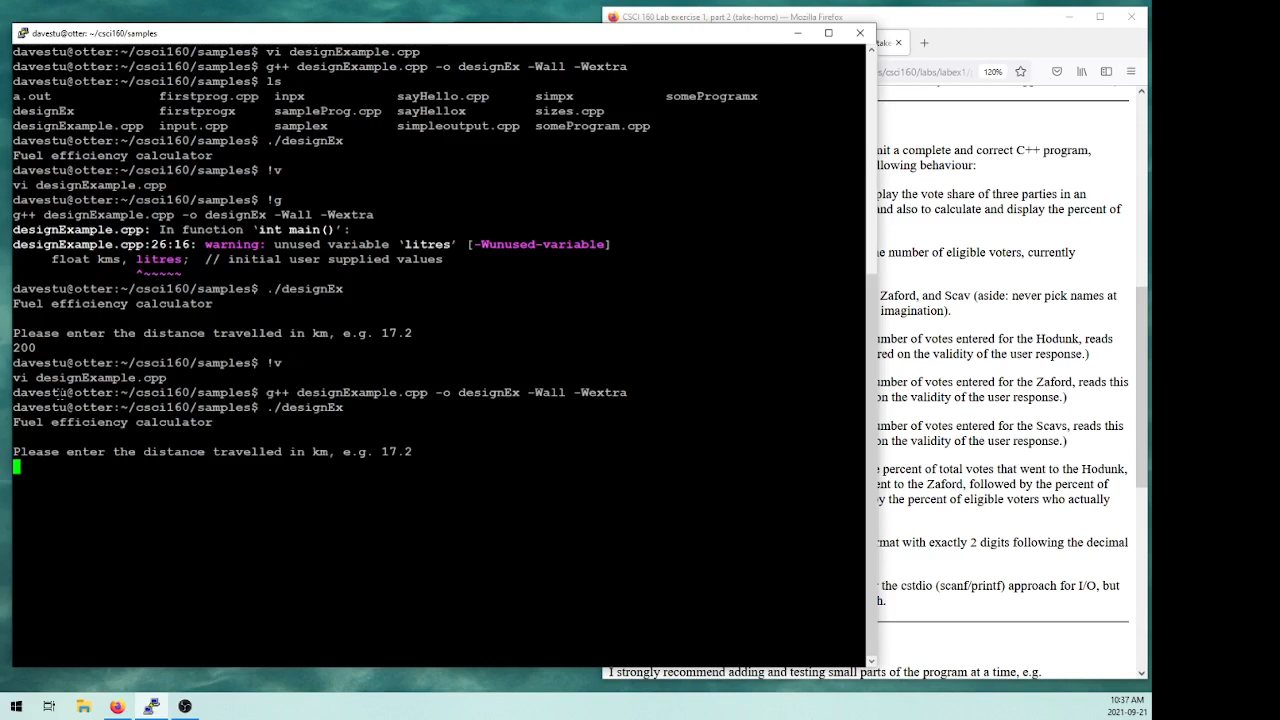 CSCI 160 Lab exercise 1, part 2 (take-home) — Mozilla Firefox
davestu@otter: ~/csci160/samples
davestu@otter:~/csci160/samples$ vi designExample.cpp
davestu@otter:~/csci160/samples$ g++ designExample.cpp -o designEx -Wall -Wextra
davestu@otter:~/csci160/samples$ ls
a.out firstprog.cpp inpx sayHello.cpp simpx someProgramx
designEx firstprogx sampleProg.cpp sayHellox sizes.cpp
designExample.cpp input.cpp samplex simpleoutput.cpp someProgram.cpp
davestu@otter:~/csci160/samples$ ./designEx
Fuel efficiency calculator
davestu@otter:~/csci160/samples$ !v
vi designExample.cpp
davestu@otter:~/csci160/samples$ !g
g++ designExample.cpp -o designEx -Wall -Wextra
designExample.cpp: In function ‘int main()’:
designExample.cpp:26:16: warning: unused variable ‘litres’ [-Wunused-variable]
float kms, litres; // initial user supplied values
^~~~~~
davestu@otter:~/csci160/samples$ ./designEx
Fuel efficiency calculator
Please enter the distance travelled in km, e.g. 17.2
200
davestu@otter:~/csci160/samples$ !v
vi designExample.cpp
davestu@otter:~/csci160/samples$ g++ designExample.cpp -o designEx -Wall -Wextra
davestu@otter:~/csci160/samples$ ./designEx
Fuel efficiency calculator
Please enter the distance travelled in km, e.g. 17.2
take
es/csci160/labs/labex1/
120%
nit a complete and correct C++ program,
llowing behaviour:
play the vote share of three parties in an
and also to calculate and display the percent of
he number of eligible voters, currently
Zaford, and Scav (aside: never pick names at
imagination).
number of votes entered for the Hodunk, reads
red on the validity of the user response.)
umber of votes entered for the Zaford, reads this
on the validity of the user response.)
umber of votes entered for the Scavs, reads this
on the validity of the user response.)
e percent of total votes that went to the Hodunk,
ent to the Zaford, followed by the percent of
y the percent of eligible voters who actually
rmat with exactly 2 digits following the decimal
r the cstdio (scanf/printf) approach for I/O, but
h.
I strongly recommend adding and testing small parts of the program at a time, e.g.
10:37 AM
2021-09-21